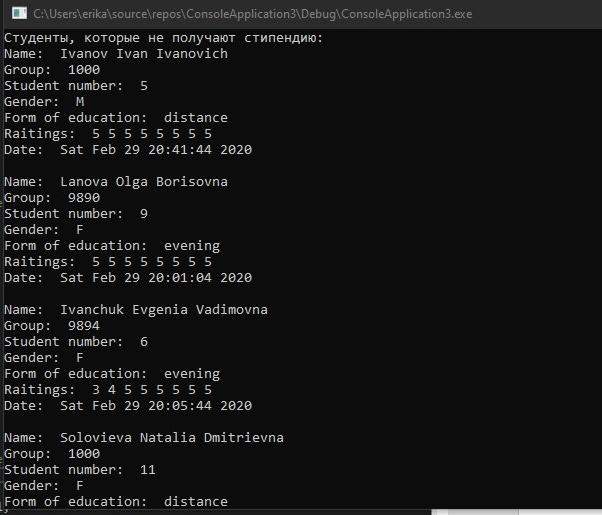 C:\Users\erika\source\repos\ConsoleApplication3\Debug\ConsoleApplication3.exe
Студенты, которые не получают стипендию:
Name:  Ivanov Ivan Ivanovich
Group:  1000
Student number:  5
Gender:  M
Form of education:  distance
Raitings:  5 5 5 5 5 5 5 5
Date:  Sat Feb 29 20:41:44 2020

Name:  Lanova Olga Borisovna
Group:  9890
Student number:  9
Gender:  F
Form of education:  evening
Raitings:  5 5 5 5 5 5 5 5
Date:  Sat Feb 29 20:01:04 2020

Name:  Ivanchuk Evgenia Vadimovna
Group:  9894
Student number:  6
Gender:  F
Form of education:  evening
Raitings:  3 4 5 5 5 5 5 5
Date:  Sat Feb 29 20:05:44 2020

Name:  Solovieva Natalia Dmitrievna
Group:  1000
Student number:  11
Gender:  F
Form of education:  distance